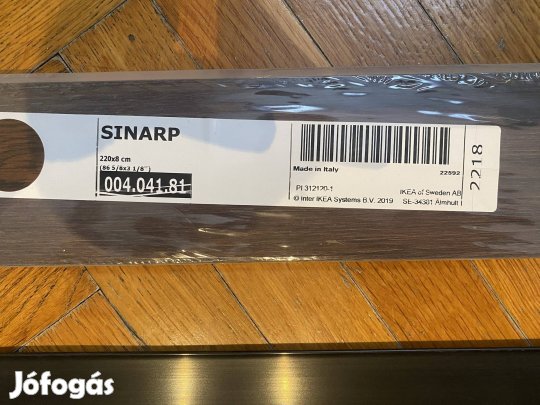 SINARP
220x8 cm
(86 5/8x3 1/8")
004.041.81
Made in Italy
22592
PI 312120-1
IKEA of Sweden AB
© Inter IKEA Systems B.V. 2019
SE-34381 Älmhult
2218
Jófogás